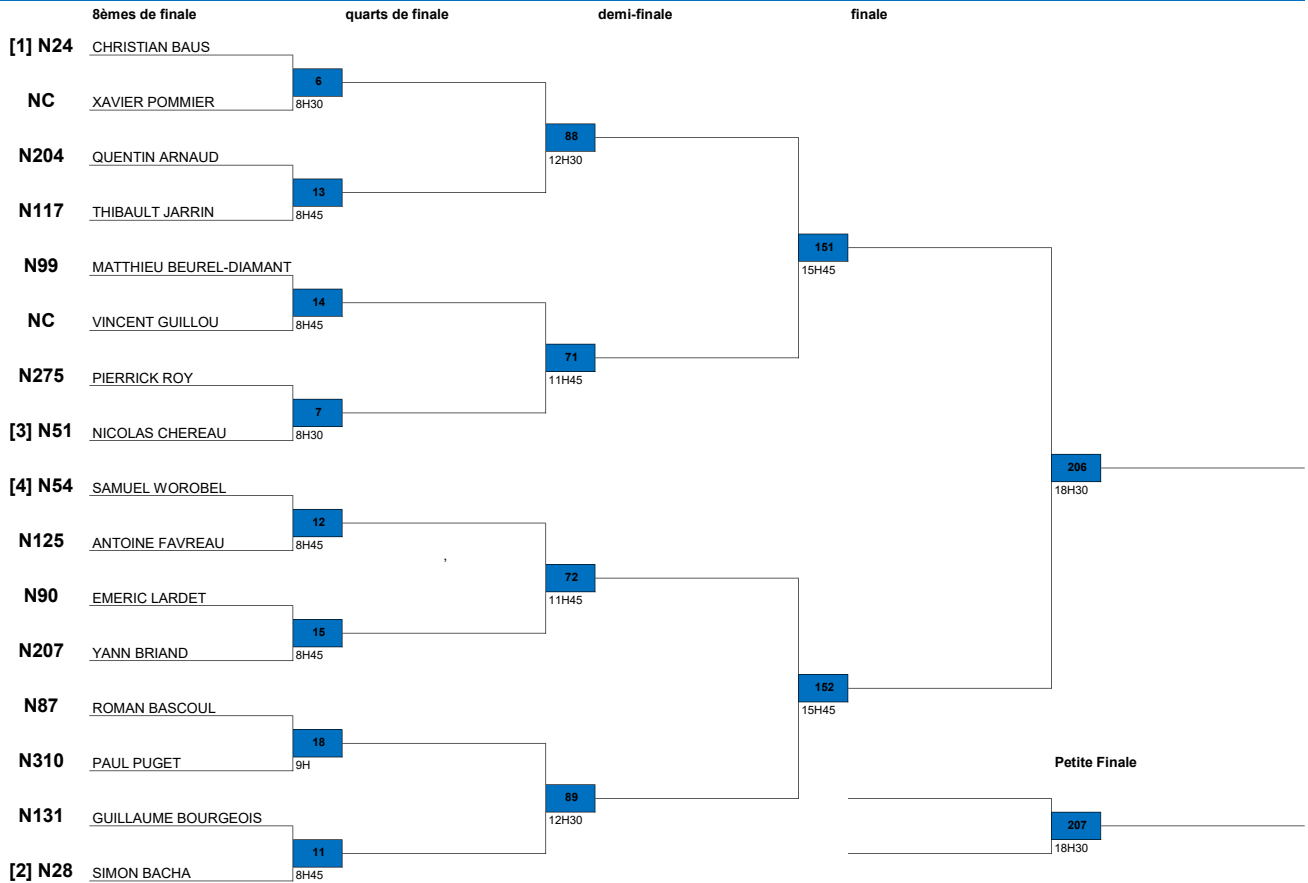 8èmes de finale quarts de finale demi-finale finale
[1] N24 CHRISTIAN BAUS
6
NC XAVIER POMMIER 8H30
88
N204 QUENTIN ARNAUD 12H30
13
N117 THIBAULT JARRIN 8H45
151
N99 MATTHIEU BEUREL-DIAMANT 15H45
14
NC VINCENT GUILLOU 8H45
71
N275 PIERRICK ROY 11H45
7
[3] N51 NICOLAS CHEREAU 8H30
206
[4] N54 SAMUEL WOROBEL 18H30
12
N125 ANTOINE FAVREAU 8H45
,
72
N90 EMERIC LARDET 11H45
15
N207 YANN BRIAND 8H45
152
N87 ROMAN BASCOUL 15H45
18
N310 PAUL PUGET 9H Petite Finale
89
N131 GUILLAUME BOURGEOIS 12H30 207
18H30
11
[2] N28 SIMON BACHA 8H45